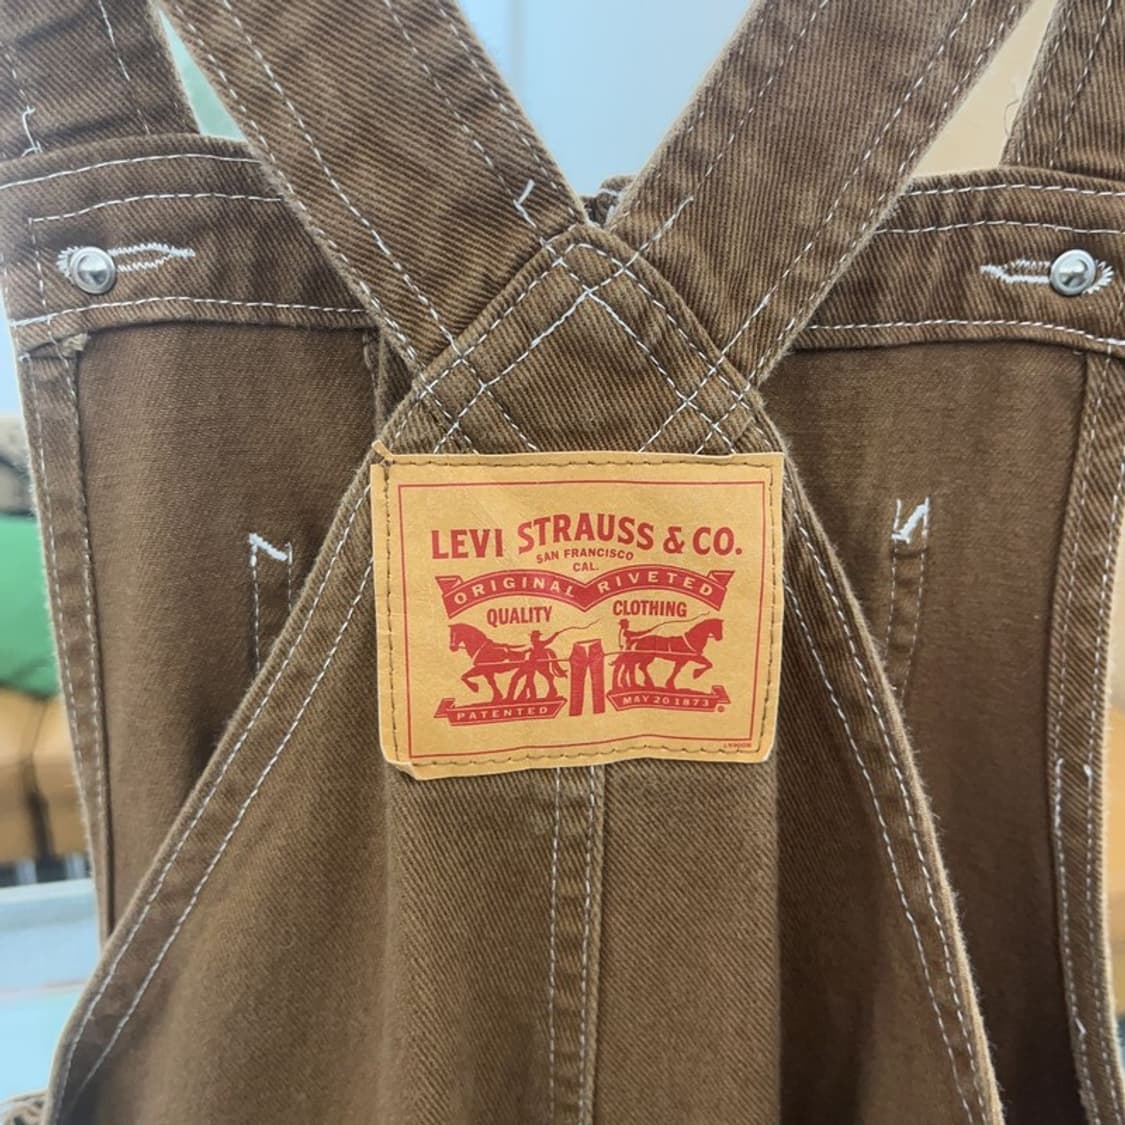 LEVI STRAUSS & CO.
SAN FRANCISCO
CAL.
ORIGINAL RIVETED
QUALITY CLOTHING
PATENTED MAY 20 1873 ®